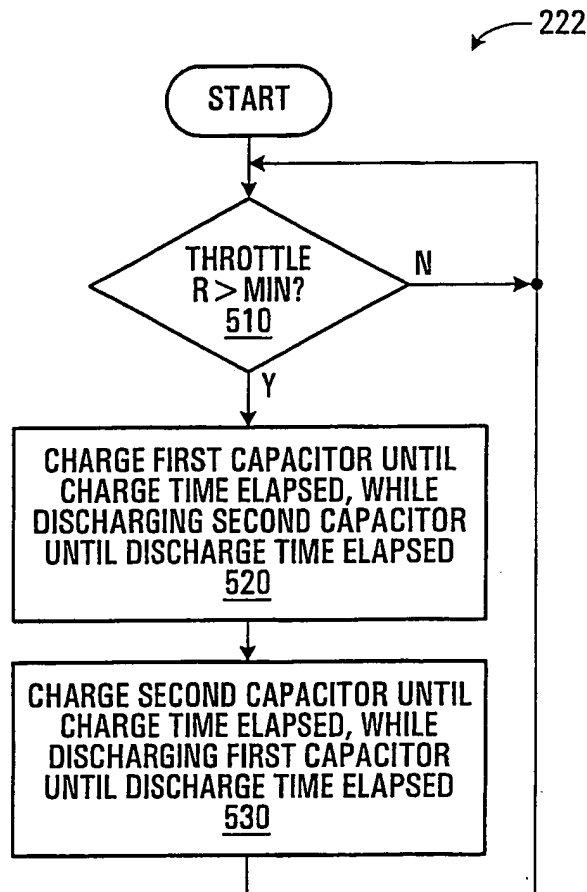 222
START
THROTTLE
R > MIN?
510
N
Y
CHARGE FIRST CAPACITOR UNTIL
CHARGE TIME ELAPSED, WHILE
DISCHARGING SECOND CAPACITOR
UNTIL DISCHARGE TIME ELAPSED
520
CHARGE SECOND CAPACITOR UNTIL
CHARGE TIME ELAPSED, WHILE
DISCHARGING FIRST CAPACITOR
UNTIL DISCHARGE TIME ELAPSED
530